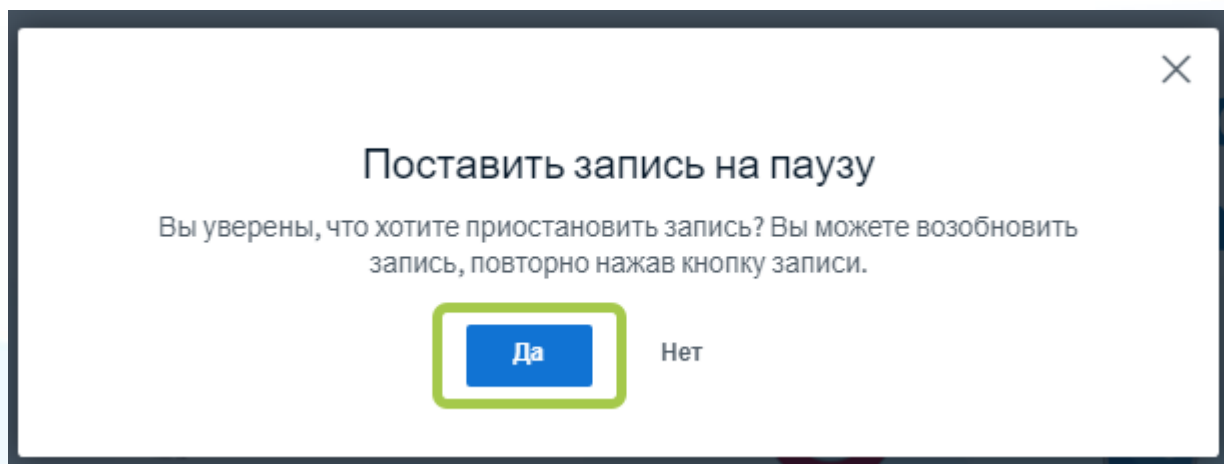 Поставить запись на паузу
Вы уверены, что хотите приостановить запись? Вы можете возобновить
запись, повторно нажав кнопку записи.
Да
Нет